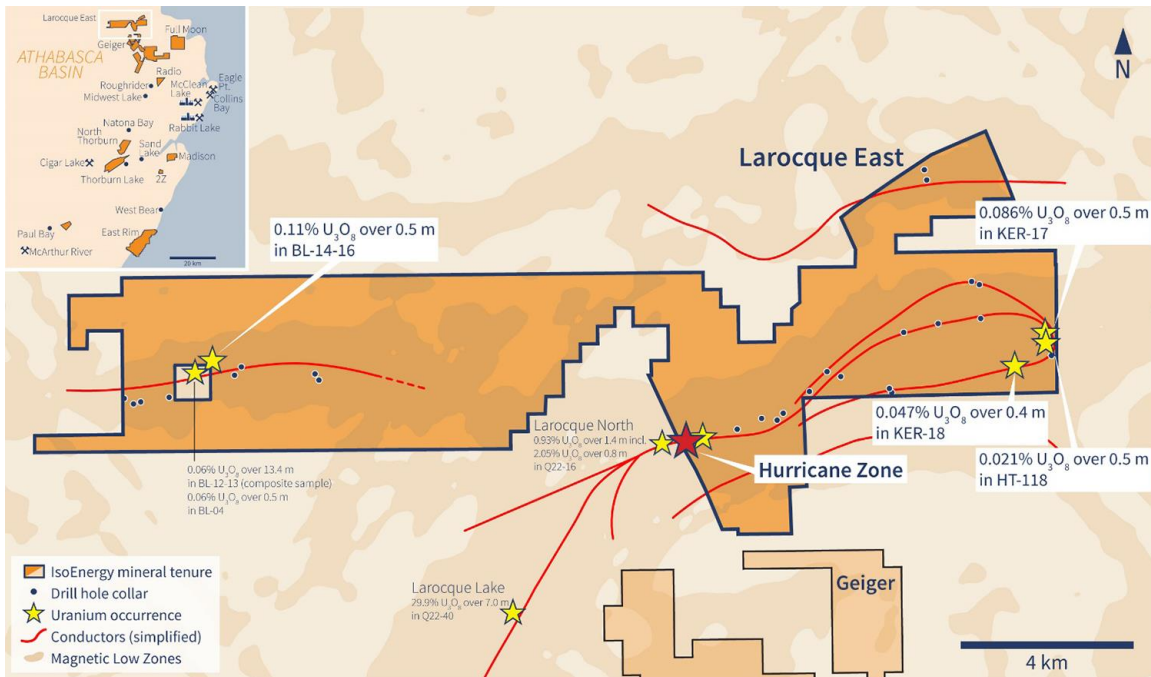 Larocque East
Full Moon
Geiger
ATHABASCA
BASIN
Radio
Roughrider
McClean
Lake
Eagle
Pt.
Midwest Lake
Collins
Bay
Rabbit Lake
Natona Bay
North
Thorburn
Sand
Lake
Cigar Lake
Madison
Thorburn Lake
2Z
West Bear
Paul Bay
East Rim
McArthur River
20 km
N
Larocque East
0.11% U₃O₈ over 0.5 m
in BL-14-16
0.086% U₃O₈ over 0.5 m
in KER-17
0.047% U₃O₈ over 0.4 m
in KER-18
0.021% U₃O₈ over 0.5 m
in HT-118
Larocque North
0.93% U₃O₈ over 1.4 m incl.
2.05% U₃O₈ over 0.8 m
in Q22-16
Hurricane Zone
0.06% U₃O₈ over 13.4 m
in BL-12-13 (composite sample)
0.06% U₃O₈ over 0.5 m
in BL-04
Larocque Lake
29.9% U₃O₈ over 7.0 m
in Q22-40
Geiger
IsoEnergy mineral tenure
Drill hole collar
Uranium occurrence
Conductors (simplified)
Magnetic Low Zones
4 km